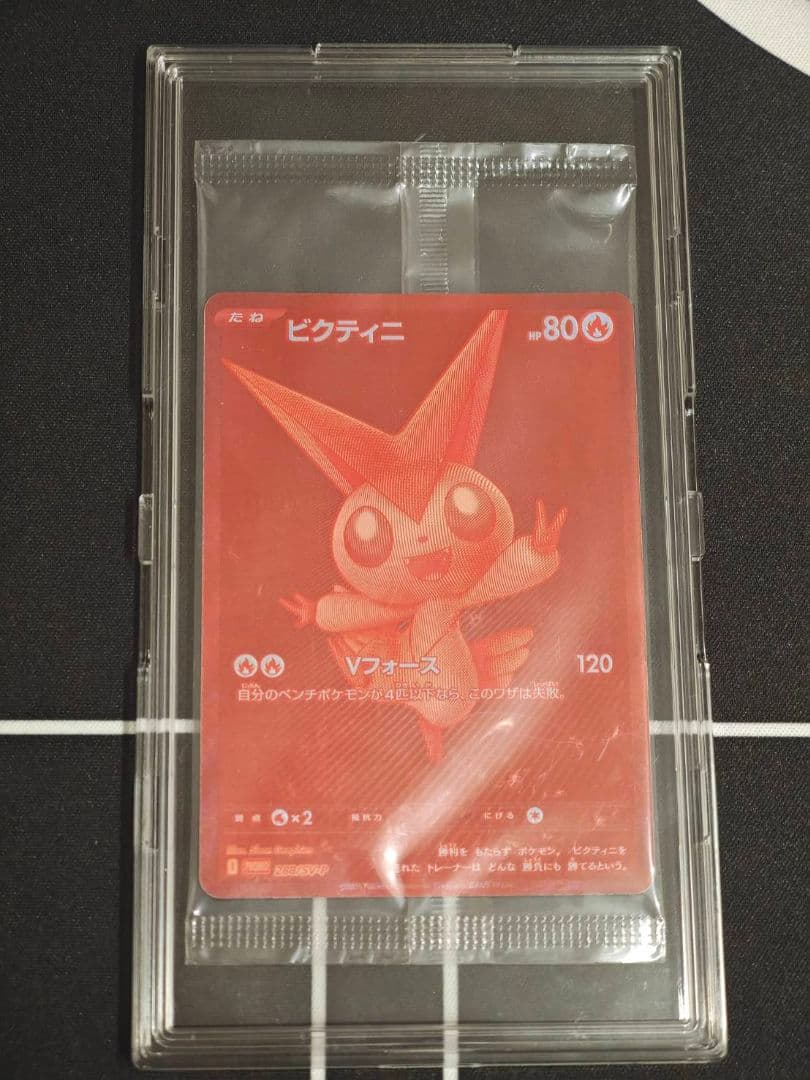 たね ビクティニ HP 80
Vフォース 120
自分のベンチポケモンが4匹以下なら、このワザは失敗。
弱点 ×2 抵抗力 にげる
勝利を もたらす ポケモン。 ビクティニを
連れた トレーナーは どんな 勝負にも 勝てるという。
288/SV-P